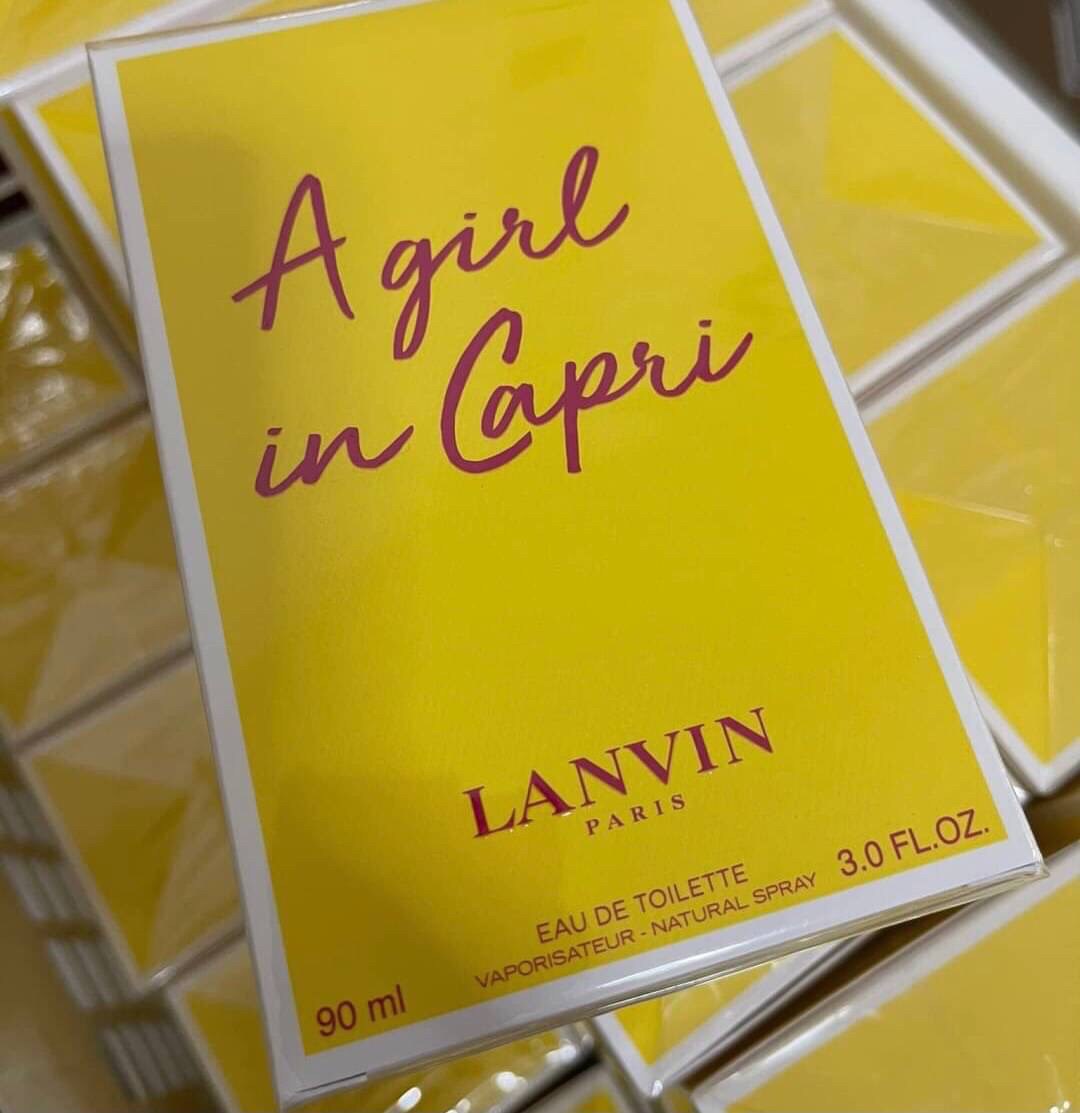 A girl
in Capri
LANVIN
PARIS
EAU DE TOILETTE
VAPORISATEUR - NATURAL SPRAY
90 ml
3.0 FL.OZ.